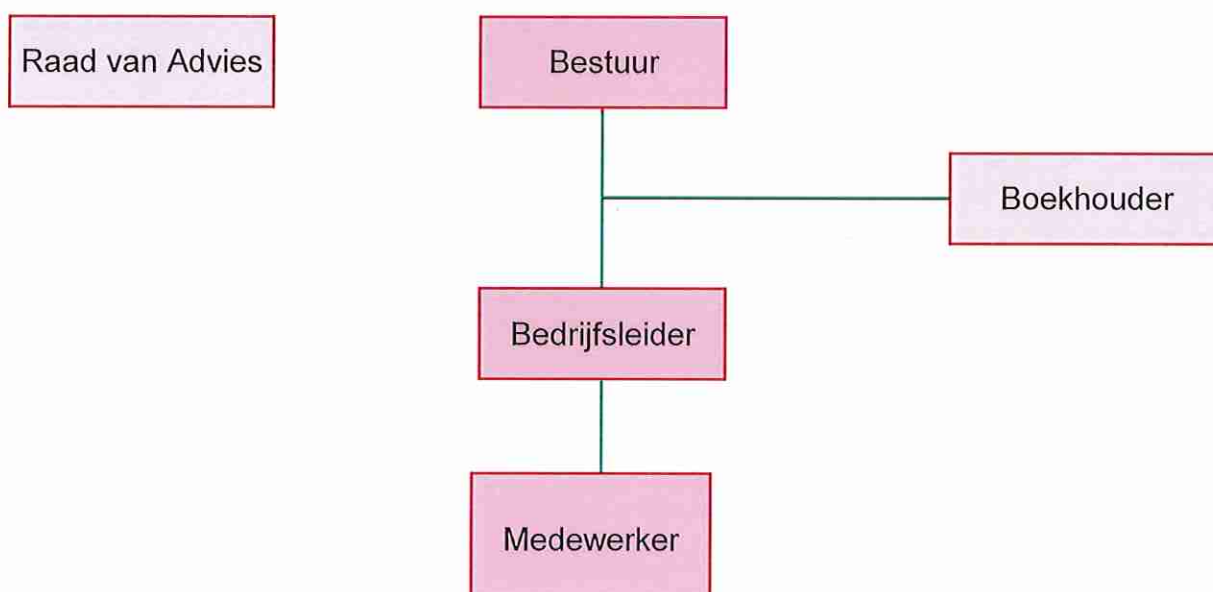 Raad van Advies
Bestuur
Boekhouder
Bedrijfsleider
Medewerker